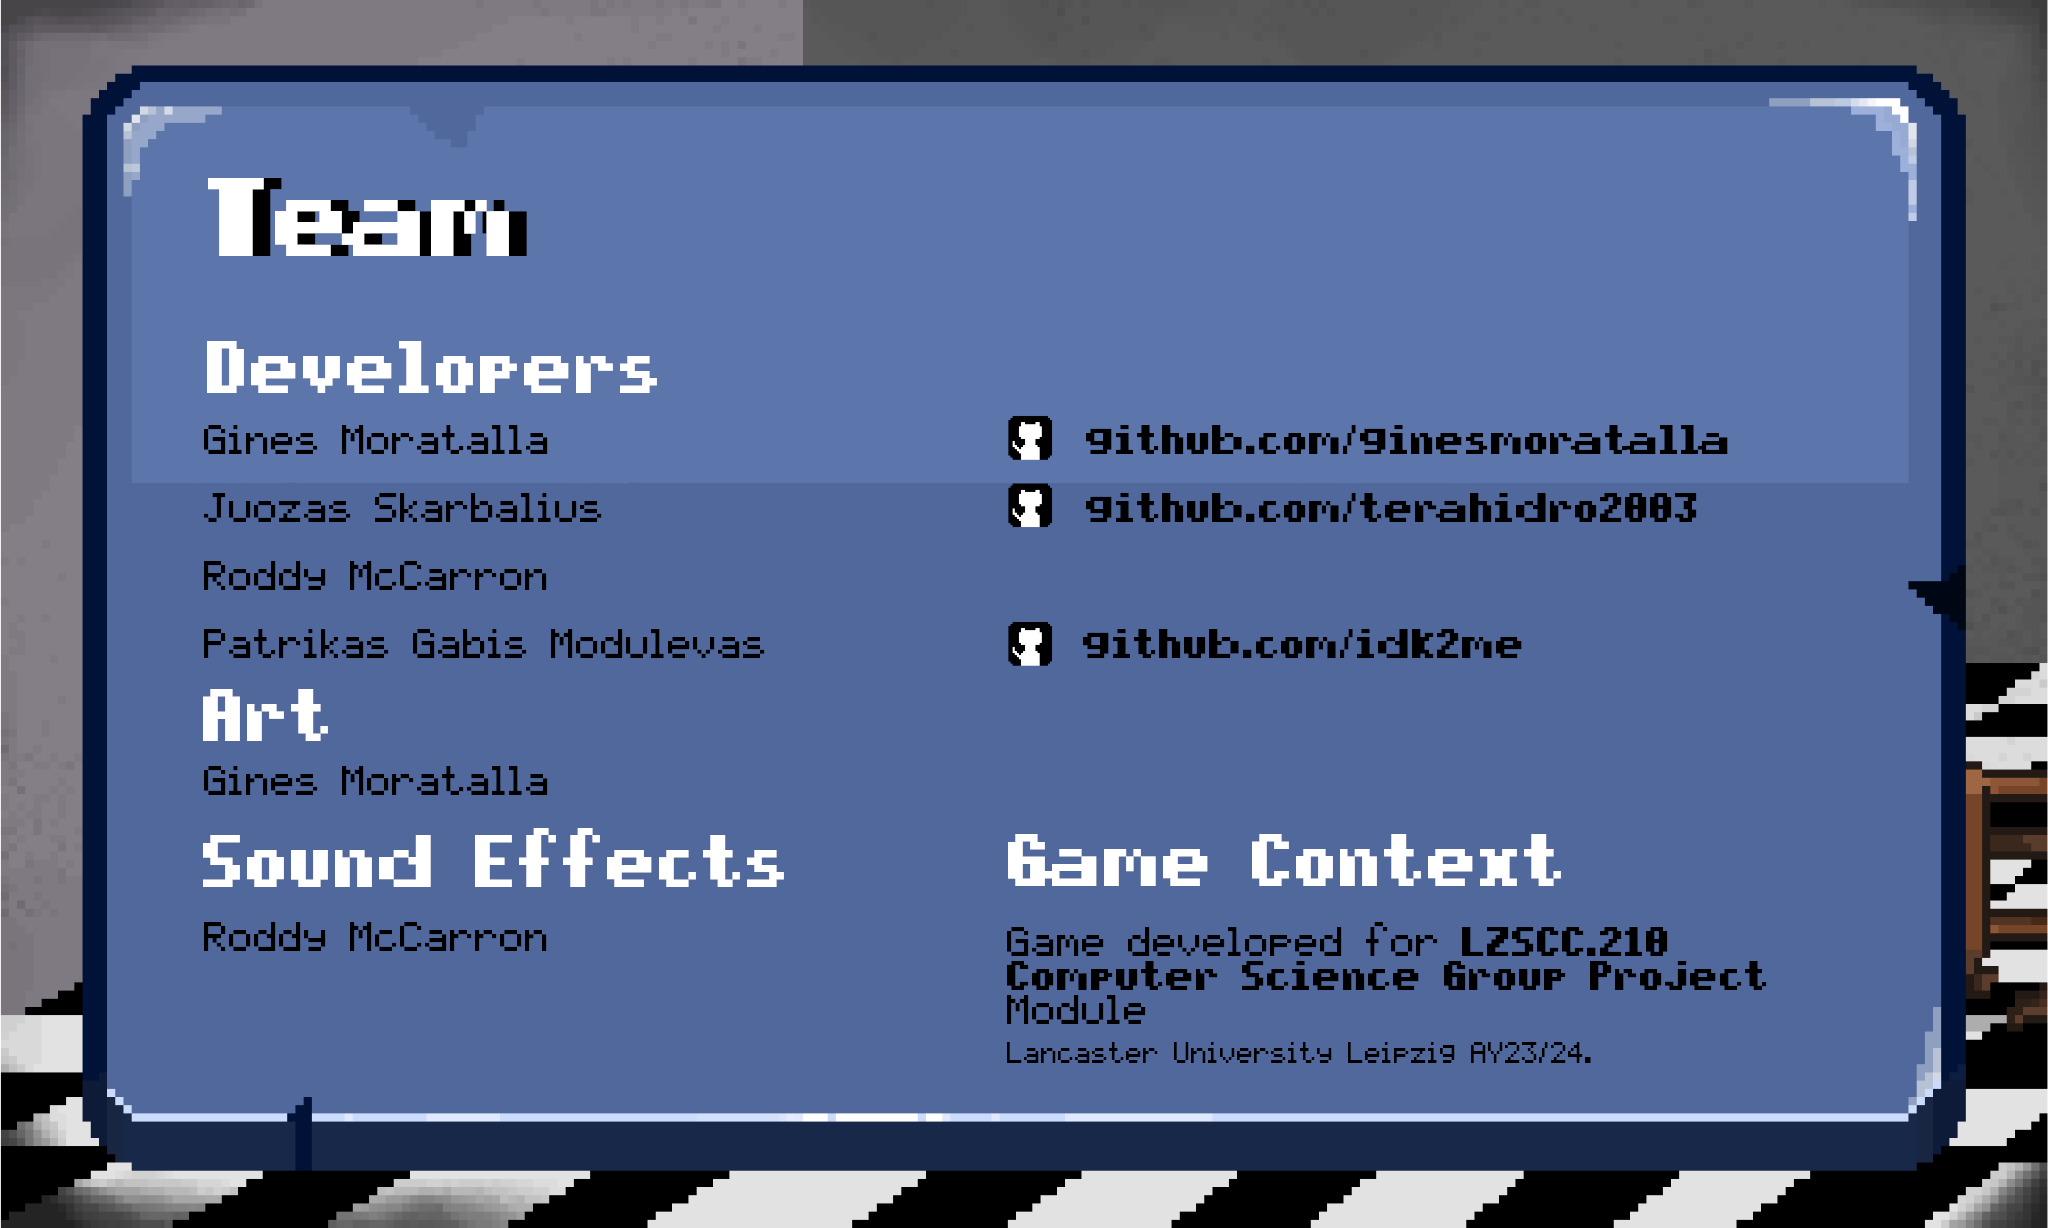 Team
Developers
Gines Moratalla
github.com/ginesmoratalla
Juozas Skarbalius
github.com/terahidro2003
Roddy McCarron
Patrikas Gabis Modulevas
github.com/idk2me
Art
Gines Moratalla
Sound Effects
Roddy McCarron
Game Context
Game developed for LZSCC.210
Computer Science Group Project
Module
Lancaster University Leipzig AY23/24.